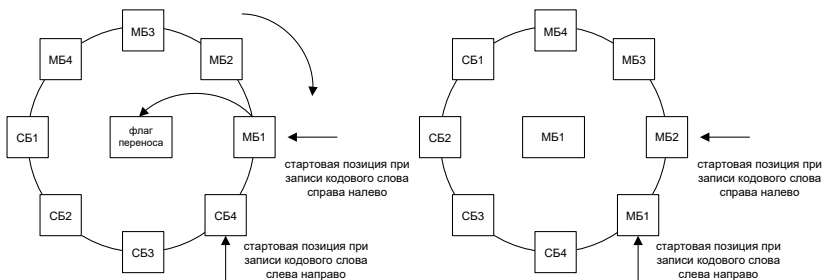 МБ3
МБ4
МБ2
СБ1
флаг
переноса
МБ1
стартовая позиция при
записи кодового слова
справа налево
СБ2
СБ4
СБ3
стартовая позиция при
записи кодового слова
слева направо
МБ4
СБ1
МБ3
СБ2
МБ1
МБ2
стартовая позиция при
записи кодового слова
справа налево
СБ3
МБ1
СБ4
стартовая позиция при
записи кодового слова
слева направо